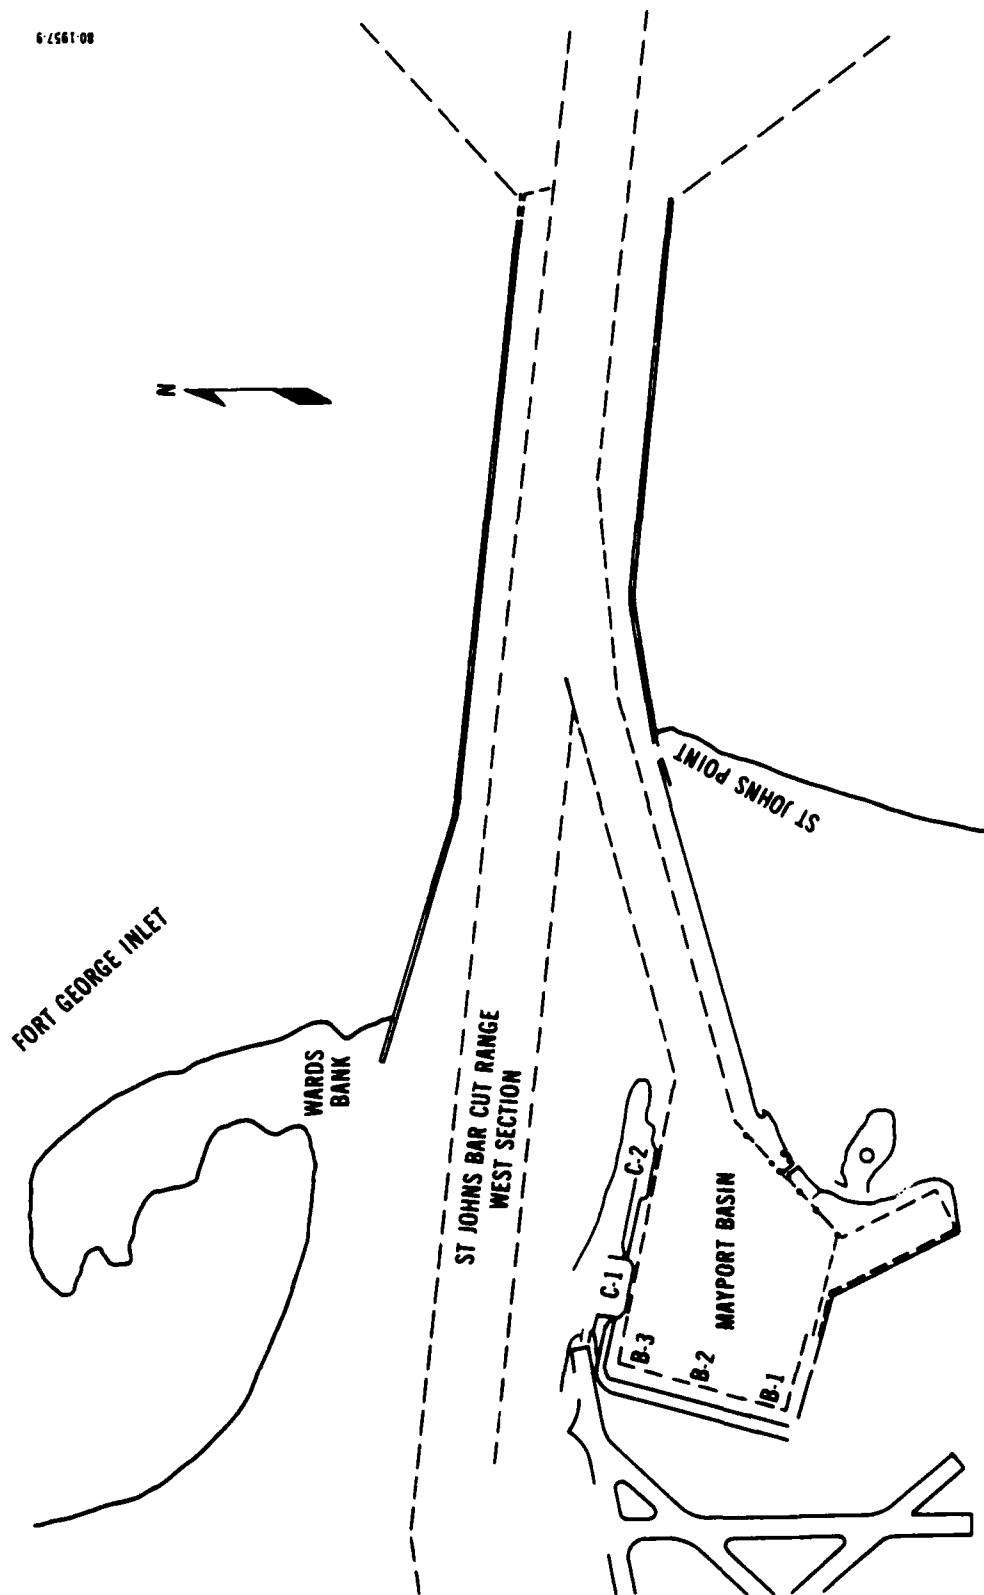 80-1957-9
N
FORT GEORGE INLET
WARDS
BANK
ST JOHNS BAR CUT RANGE
WEST SECTION
ST JOHNS POINT
C-2
C-1
MAYPORT BASIN
B-3
B-2
B-1